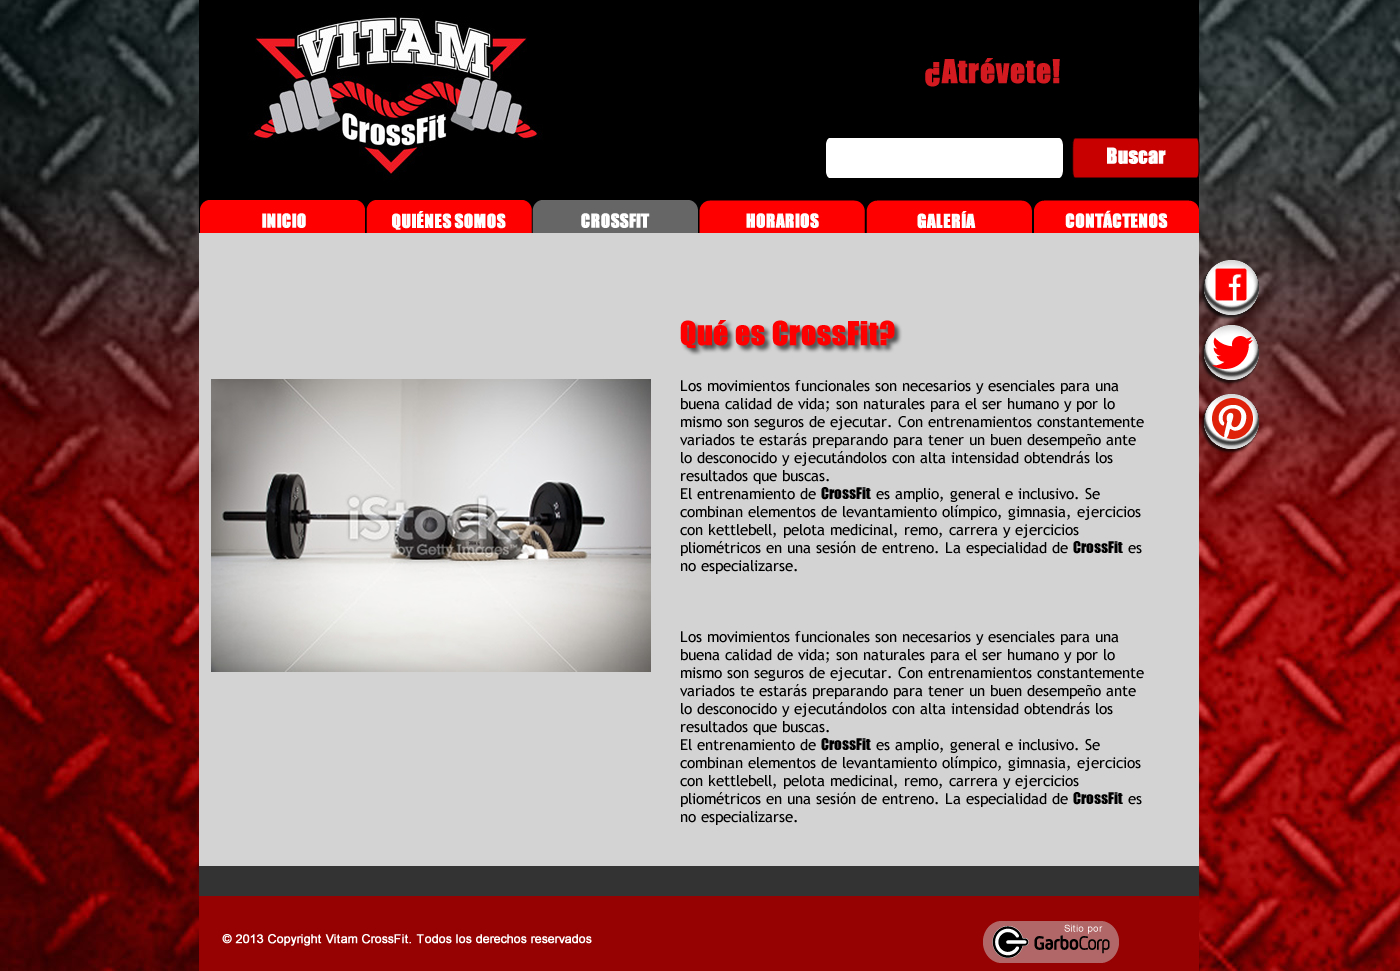 VITAM
CrossFit
¡Atrévete!
Buscar
INICIO
QUIÉNES SOMOS
CROSSFIT
HORARIOS
GALERÍA
CONTÁCTENOS
Qué es CrossFit?
iStock
by Getty Images"
Los movimientos funcionales son necesarios y esenciales para una
buena calidad de vida; son naturales para el ser humano y por lo
mismo son seguros de ejecutar. Con entrenamientos constantemente
variados te estarás preparando para tener un buen desempeño ante
lo desconocido y ejecutándolos con alta intensidad obtendrás los
resultados que buscas.
El entrenamiento de CrossFit es amplio, general e inclusivo. Se
combinan elementos de levantamiento olímpico, gimnasia, ejercicios
con kettlebell, pelota medicinal, remo, carrera y ejercicios
pliométricos en una sesión de entreno. La especialidad de CrossFit es
no especializarse.
Los movimientos funcionales son necesarios y esenciales para una
buena calidad de vida; son naturales para el ser humano y por lo
mismo son seguros de ejecutar. Con entrenamientos constantemente
variados te estarás preparando para tener un buen desempeño ante
lo desconocido y ejecutándolos con alta intensidad obtendrás los
resultados que buscas.
El entrenamiento de CrossFit es amplio, general e inclusivo. Se
combinan elementos de levantamiento olímpico, gimnasia, ejercicios
con kettlebell, pelota medicinal, remo, carrera y ejercicios
pliométricos en una sesión de entreno. La especialidad de CrossFit es
no especializarse.
© 2013 Copyright Vitam CrossFit. Todos los derechos reservados
Sitio por
GarboCorp